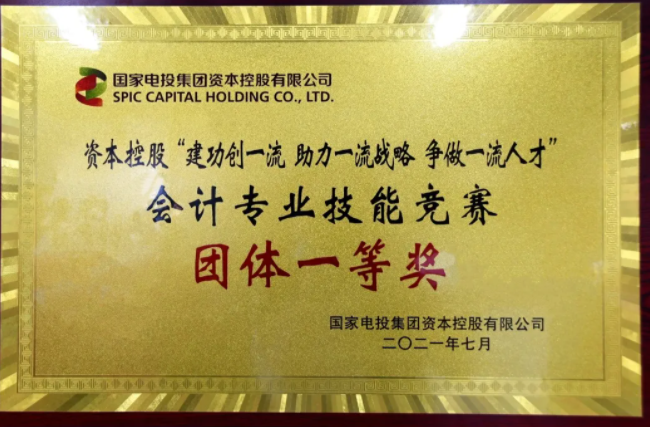 国家电投集团资本控股有限公司
SPIC CAPITAL HOLDING CO., LTD.
资本控股“建功创一流 助力一流战略 争做一流人才”
会计专业技能竞赛
团体一等奖
国家电投集团资本控股有限公司
二〇二一年七月